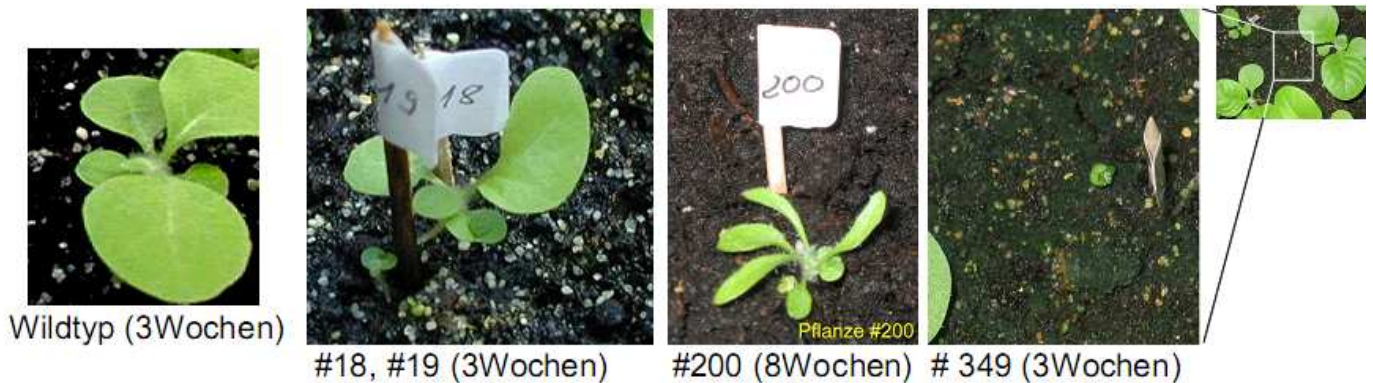 19
18
200
Pflanze #200
Wildtyp (3Wochen)
#18, #19 (3Wochen)
#200 (8Wochen)
# 349 (3Wochen)